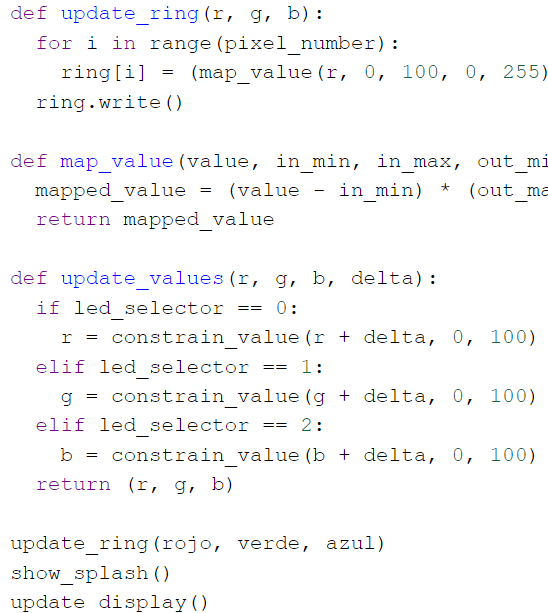 def update_ring(r, g, b):
  for i in range(pixel_number):
    ring[i] = (map_value(r, 0, 100, 0, 255)
  ring.write()

def map_value(value, in_min, in_max, out_mi
  mapped_value = (value - in_min) * (out_ma
  return mapped_value

def update_values(r, g, b, delta):
  if led_selector == 0:
    r = constrain_value(r + delta, 0, 100)
  elif led_selector == 1:
    g = constrain_value(g + delta, 0, 100)
  elif led_selector == 2:
    b = constrain_value(b + delta, 0, 100)
  return (r, g, b)

update_ring(rojo, verde, azul)
show_splash()
update_display()